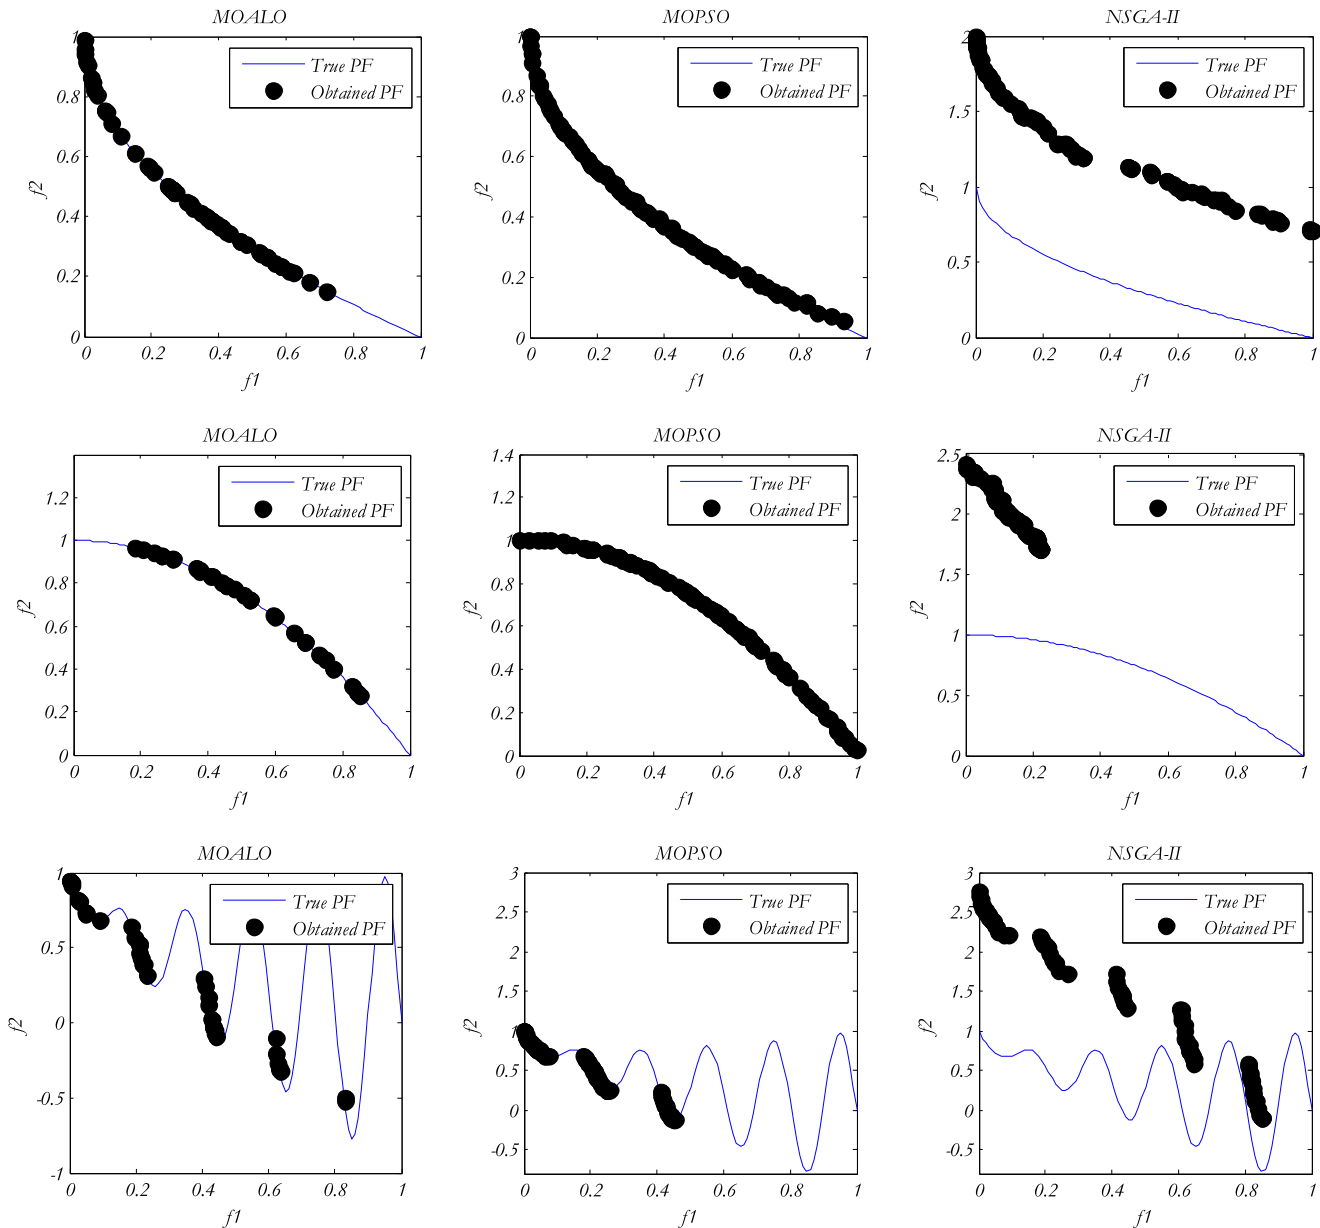 MOALO MOPSO NSGA-II
1 1 2
True PF True PF True PF
Obtained PF Obtained PF Obtained PF
0.8 0.8 1.5
0.6 0.6
f2 f2 f2 1
0.4 0.4
0.2 0.2 0.5
0 0 0
0 0.2 0.4 0.6 0.8 1 0 0.2 0.4 0.6 0.8 1 0 0.2 0.4 0.6 0.8 1
f1 f1 f1
MOALO MOPSO NSGA-II
1.4 2.5
True PF True PF True PF
1.2 1.2
Obtained PF Obtained PF Obtained PF
2
1 1
0.8 0.8 1.5
f2 f2 f2
0.6 0.6 1
0.4 0.4
0.5
0.2 0.2
0 0 0
0 0.2 0.4 0.6 0.8 1 0 0.2 0.4 0.6 0.8 1 0 0.2 0.4 0.6 0.8 1
f1 f1 f1
MOALO MOPSO NSGA-II
1 3 3
True PF True PF True PF
2.5 2.5
Obtained PF Obtained PF Obtained PF
0.5 2 2
1.5 1.5
f2 0 f2 1 f2 1
0.5 0.5
-0.5 0 0
-0.5 -0.5
-1
0 0.2 0.4 0.6 0.8 1 0 0.2 0.4 0.6 0.8 1 0 0.2 0.4 0.6 0.8 1
f1 f1 f1